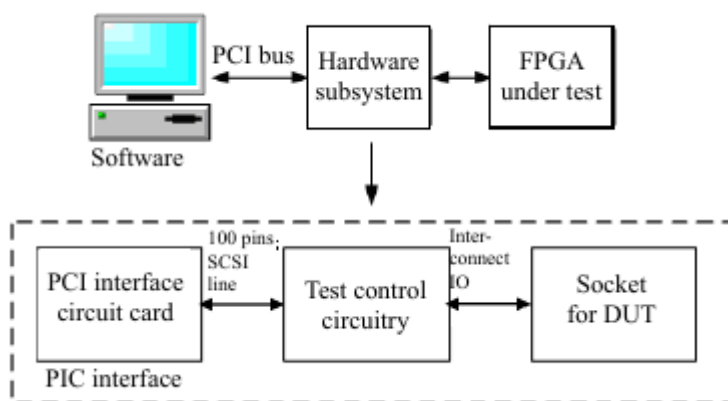 PCI bus
Hardware
subsystem
FPGA
under test
Software
100 pins;
SCSI
line
Inter-
connect
IO
PCI interface
circuit card
Test control
circuitry
Socket
for DUT
PIC interface